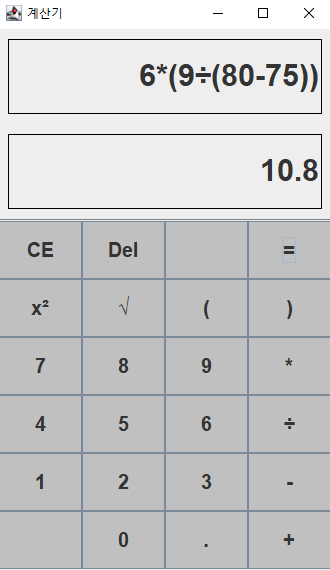 계산기
6*(9÷(80-75))
10.8
CE Del =
x² √ ( )
7 8 9 *
4 5 6 ÷
1 2 3 -
0 . +